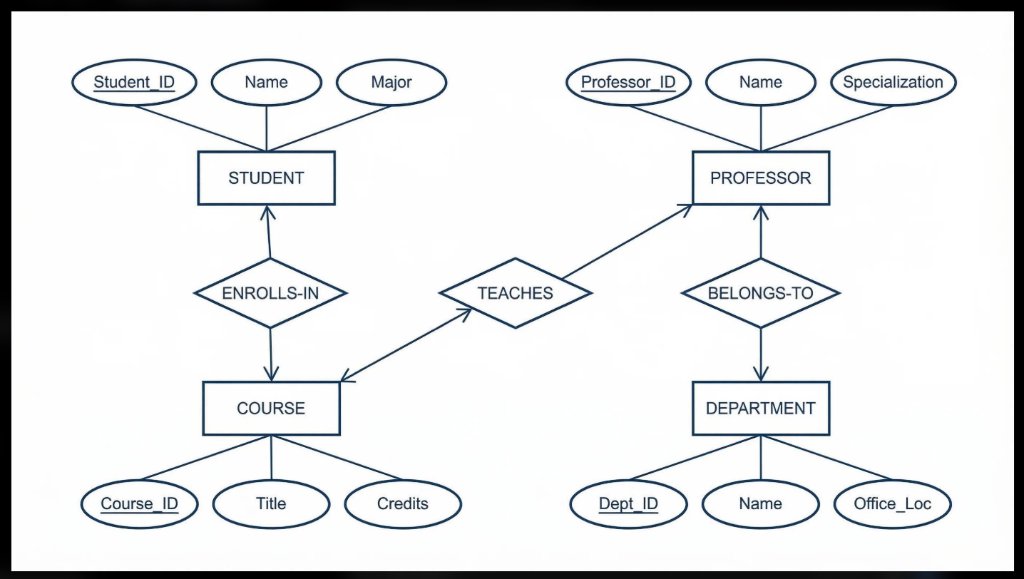 Student_ID Name Major Professor_ID Name Specialization
STUDENT PROFESSOR
ENROLLS-IN TEACHES BELONGS-TO
COURSE DEPARTMENT
Course_ID Title Credits Dept_ID Name Office_Loc